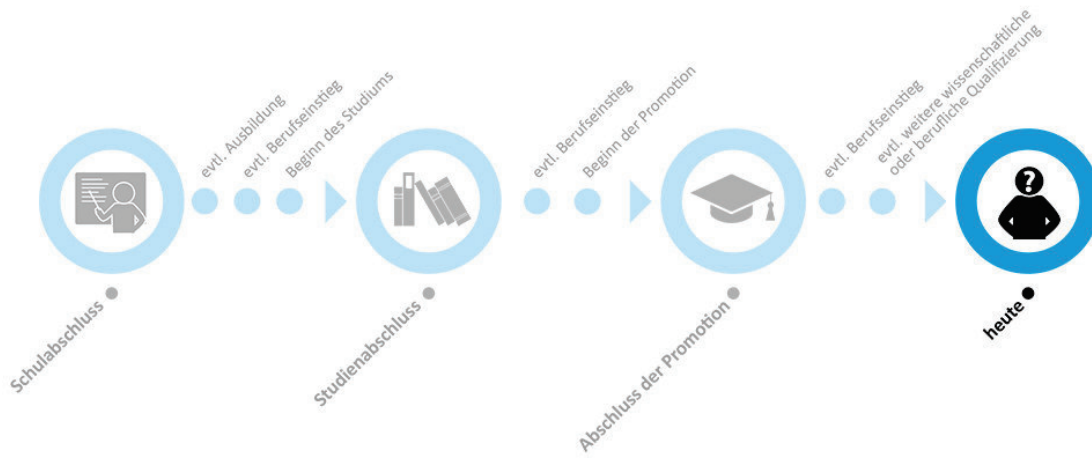 evtl. Ausbildung
evtl. Berufseinstieg
Beginn des Studiums
evtl. Berufseinstieg
Beginn der Promotion
evtl. Berufseinstieg
evtl. weitere wissenschaftliche
oder berufliche Qualifizierung
?
Schulabschluss
Studienabschluss
Abschluss der Promotion
heute